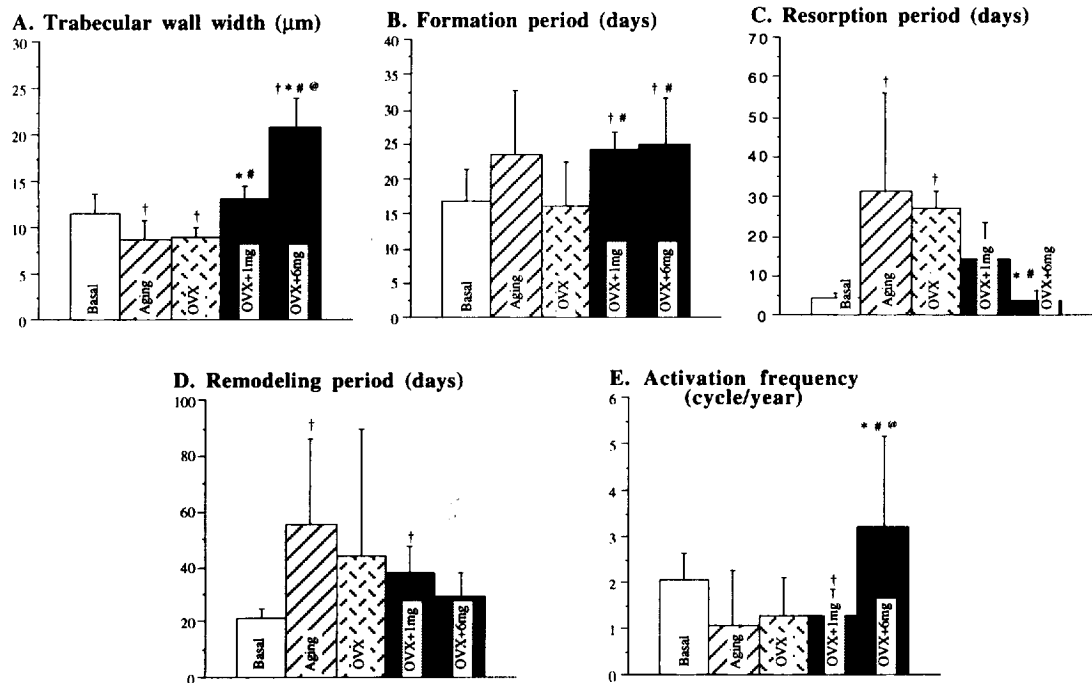 A. Trabecular wall width (µm)
30
25
20
15
10
5
0
†
†
* #
† * # @
Basal
Aging
OVX
OVX+1mg
OVX+6mg
B. Formation period (days)
40
35
30
25
20
15
10
5
0
† #
† #
Basal
Aging
OVX
OVX+1mg
OVX+6mg
C. Resorption period (days)
70
60
50
40
30
20
10
0
†
†
* #
Basal
Aging
OVX
OVX+1mg
OVX+6mg
D. Remodeling period (days)
100
80
60
40
20
0
†
†
Basal
Aging
OVX
OVX+1mg
OVX+6mg
E. Activation frequency
(cycle/year)
6
5
4
3
2
1
0
†
* # @
Basal
Aging
OVX
OVX+1mg
OVX+6mg